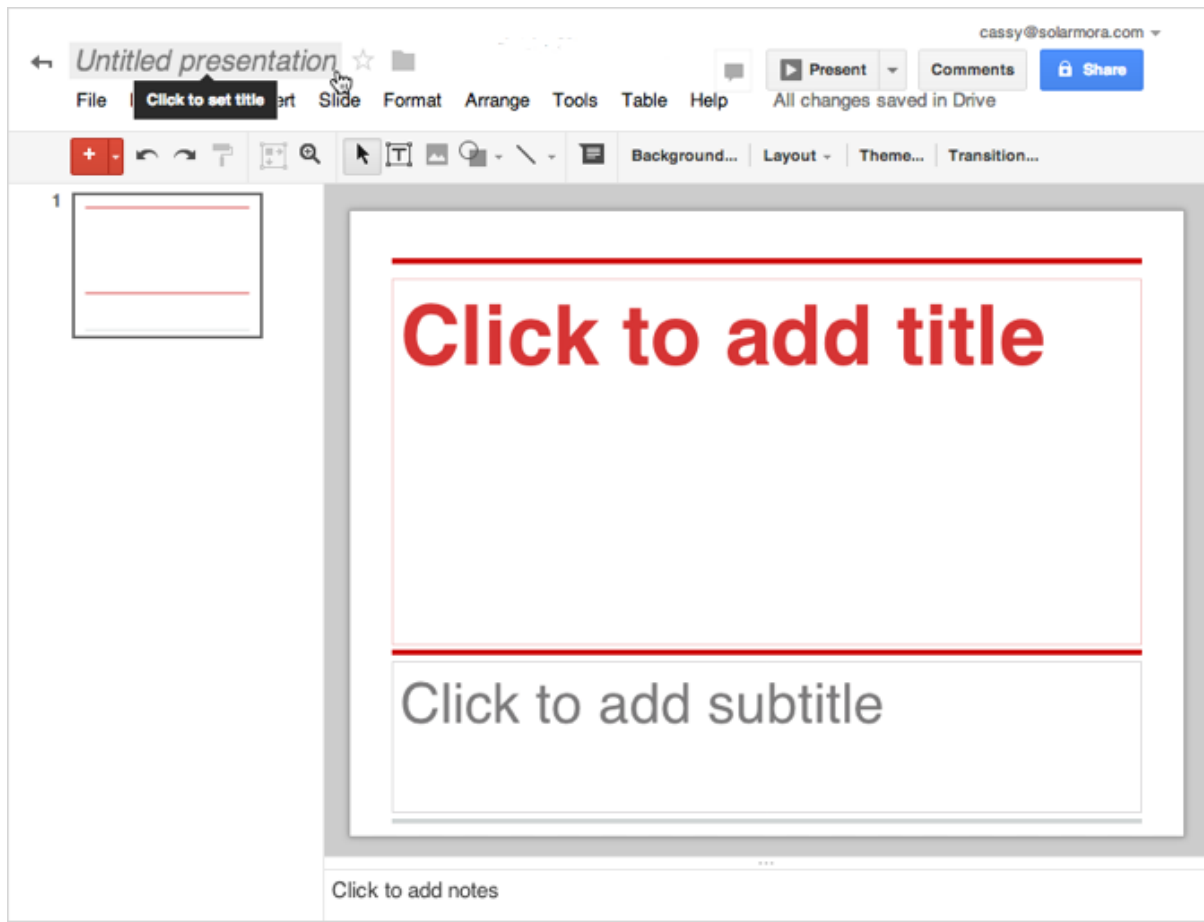 cassy@solarmora.com
Untitled presentation
Present
Comments
Share
Click to set title
File ert Slide Format Arrange Tools Table Help All changes saved in Drive
Background... Layout Theme... Transition...
1
Click to add title
Click to add subtitle
Click to add notes